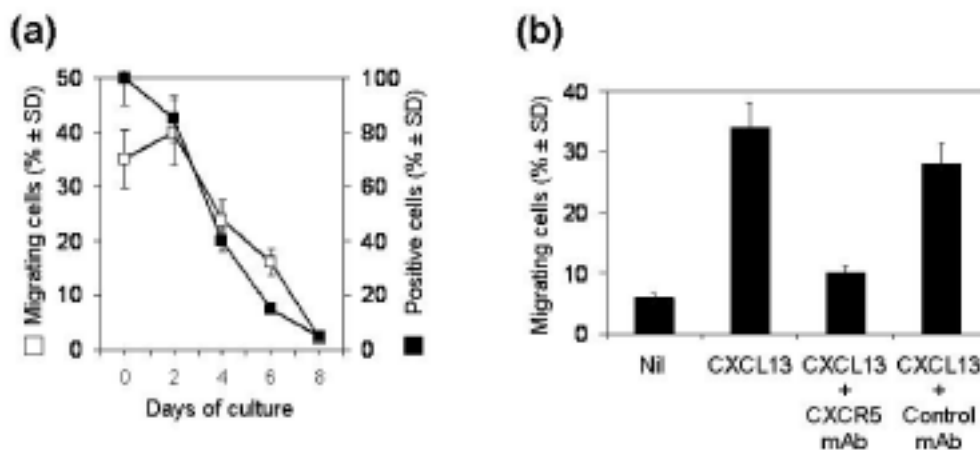 (a)
50
40
30
20
10
0
□ Migrating cells (% ± SD)
100
80
60
40
20
0
■ Positive cells (% ± SD)
0 2 4 6 8
Days of culture
(b)
40
30
20
10
0
Migrating cells (% ± SD)
Nil CXCL13 CXCL13 CXCL13
+ +
CXCR5 Control
mAb mAb